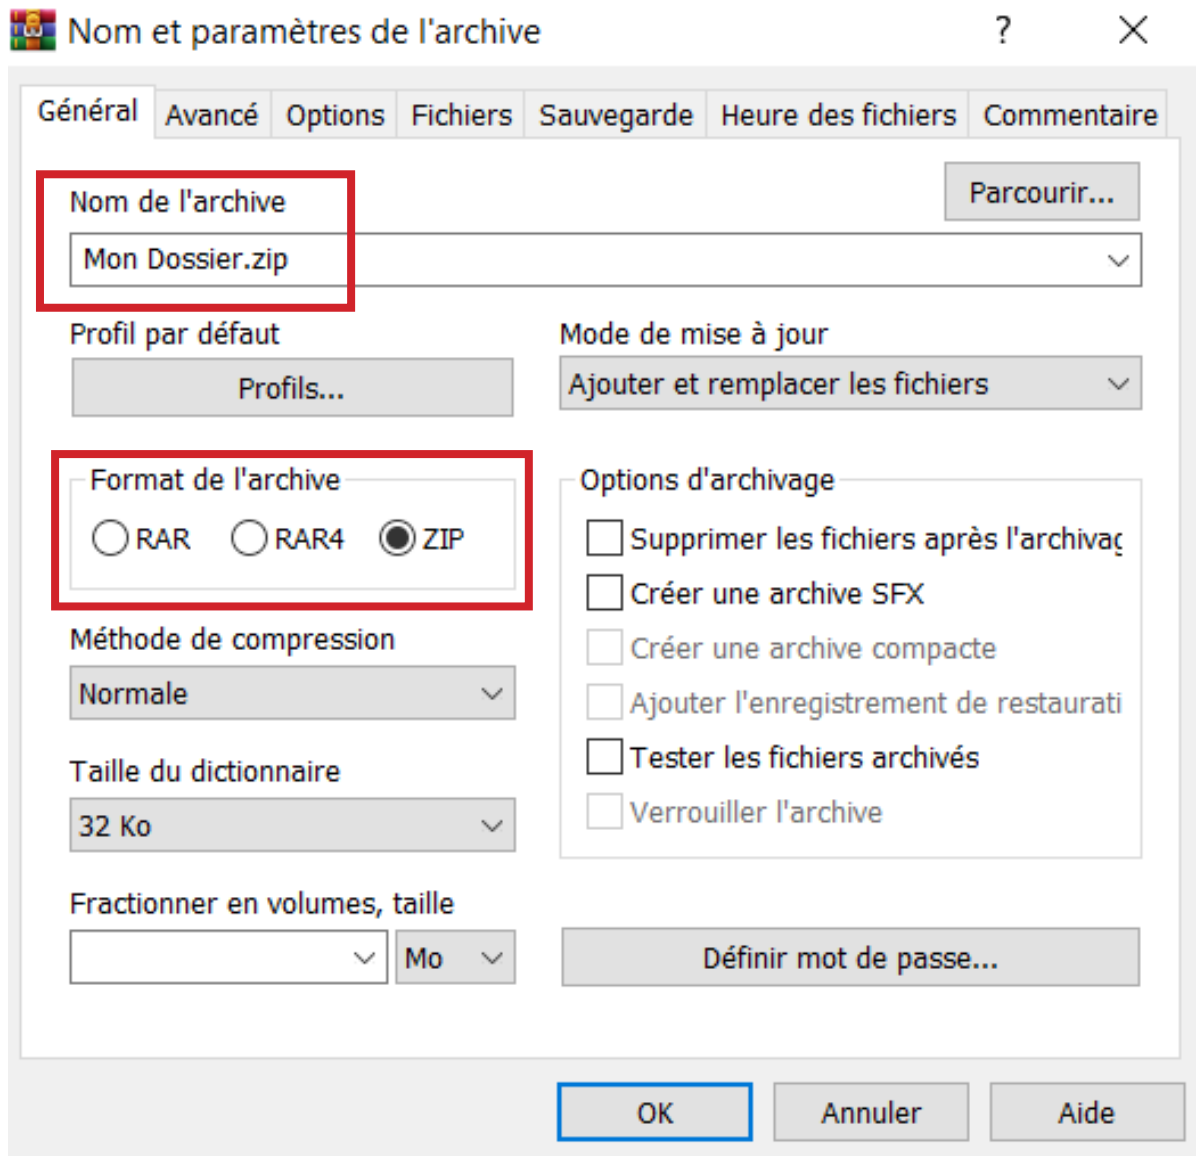 Nom et paramètres de l'archive
?
Général Avancé Options Fichiers Sauvegarde Heure des fichiers Commentaire
Nom de l'archive
Parcourir...
Mon Dossier.zip
Profil par défaut
Profils...
Mode de mise à jour
Ajouter et remplacer les fichiers
Format de l'archive
RAR RAR4 ZIP
Méthode de compression
Normale
Taille du dictionnaire
32 Ko
Fractionner en volumes, taille
Mo
Options d'archivage
Supprimer les fichiers après l'archivag
Créer une archive SFX
Créer une archive compacte
Ajouter l'enregistrement de restaurati
Tester les fichiers archivés
Verrouiller l'archive
Définir mot de passe...
OK Annuler Aide